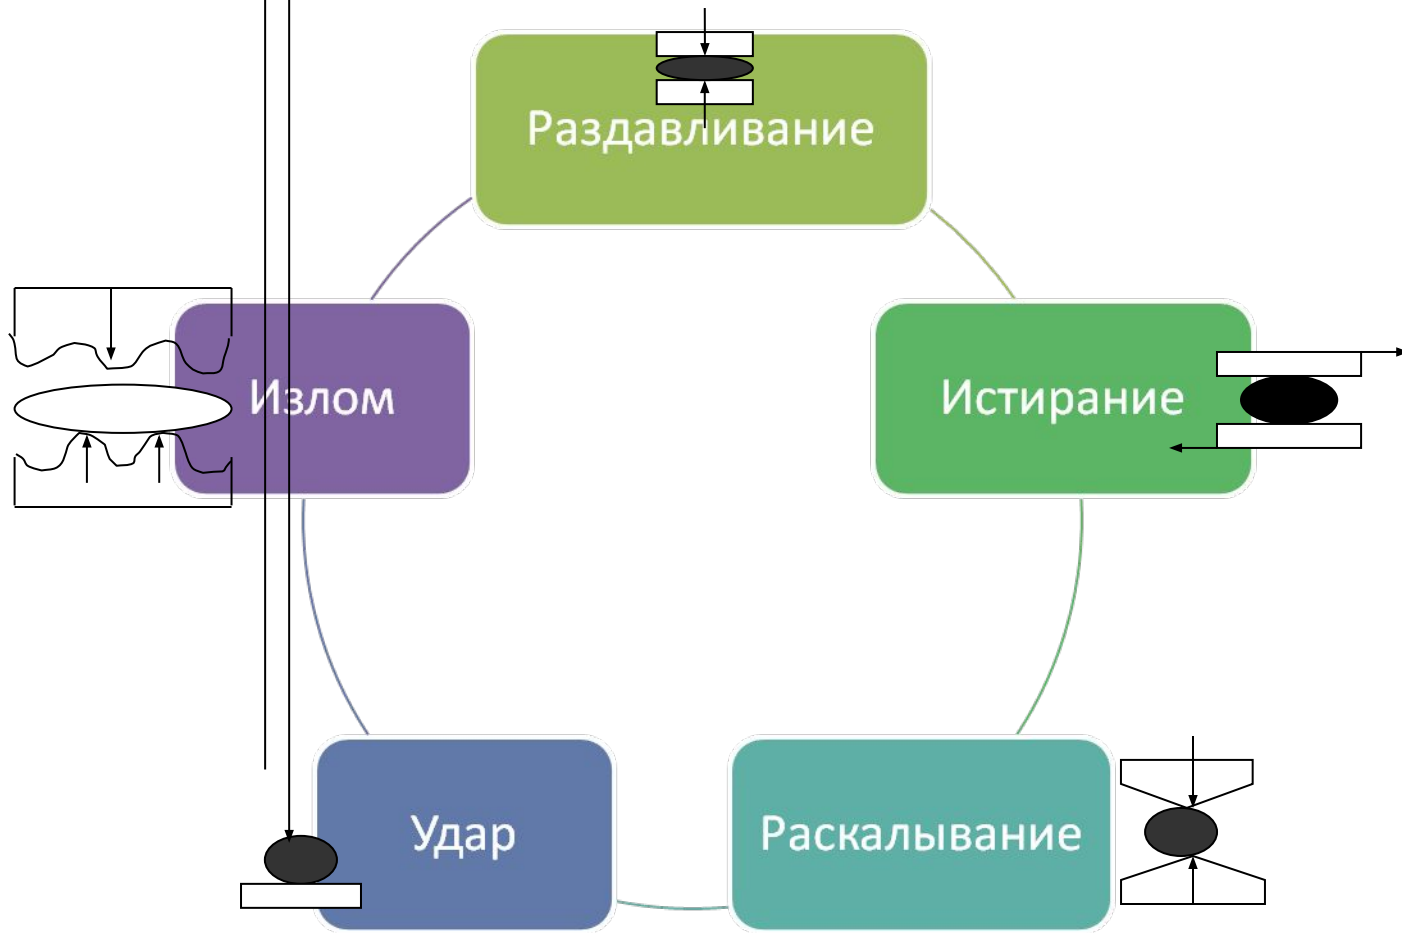 Раздавливание
Излом
Истирание
Удар
Раскалывание